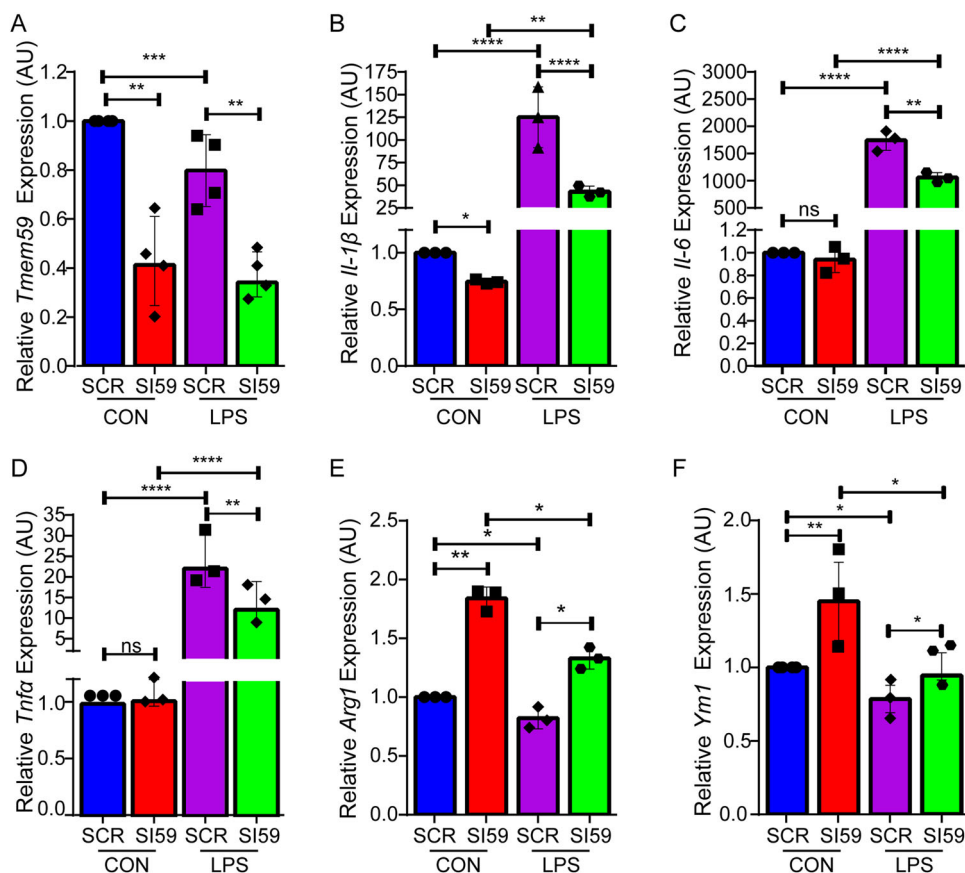 A
Relative Tmem59 Expression (AU)
1.2
1.0
0.8
0.6
0.4
0.2
0.0
***
**
**
SCR SI59 SCR SI59
CON LPS
B
Relative Il-1β Expression (AU)
175
150
125
100
75
50
25
1.0
0.5
0.0
**
****
****
*
SCR SI59 SCR SI59
CON LPS
C
Relative Il-6 Expression (AU)
3000
2500
2000
1500
1000
500
1.0
0.8
0.6
0.4
0.2
0.0
****
****
**
ns
SCR SI59 SCR SI59
CON LPS
D
Relative Tnfα Expression (AU)
35
30
25
20
15
10
5
1.0
0.5
0.0
****
****
**
ns
SCR SI59 SCR SI59
CON LPS
E
Relative Arg1 Expression (AU)
2.5
2.0
1.5
1.0
0.5
0.0
*
*
**
*
SCR SI59 SCR SI59
CON LPS
F
Relative Ym1 Expression (AU)
2.0
1.5
1.0
0.5
0.0
*
*
**
*
SCR SI59 SCR SI59
CON LPS